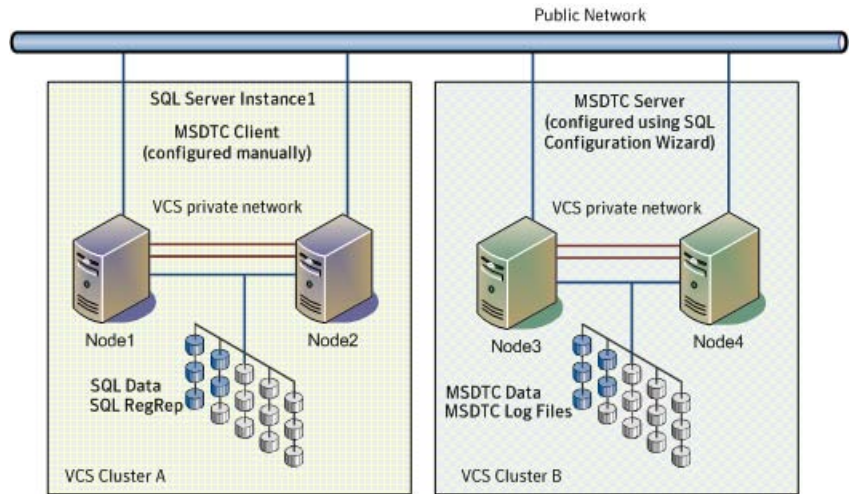 Public Network
SQL Server Instance1
MSDTC Client
(configured manually)
VCS private network
Node1
Node2
SQL Data
SQL RegRep
VCS Cluster A
MSDTC Server
(configured using SQL
Configuration Wizard)
VCS private network
Node3
Node4
MSDTC Data
MSDTC Log Files
VCS Cluster B